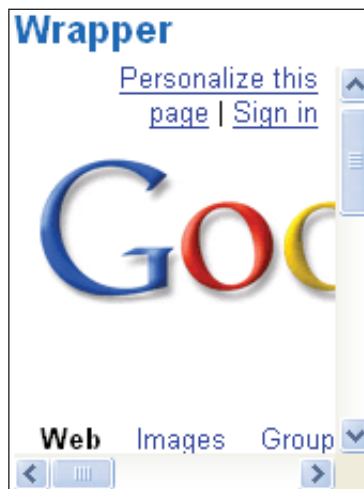 Wrapper
Personalize this
page | Sign in
Goo
Web Images Group